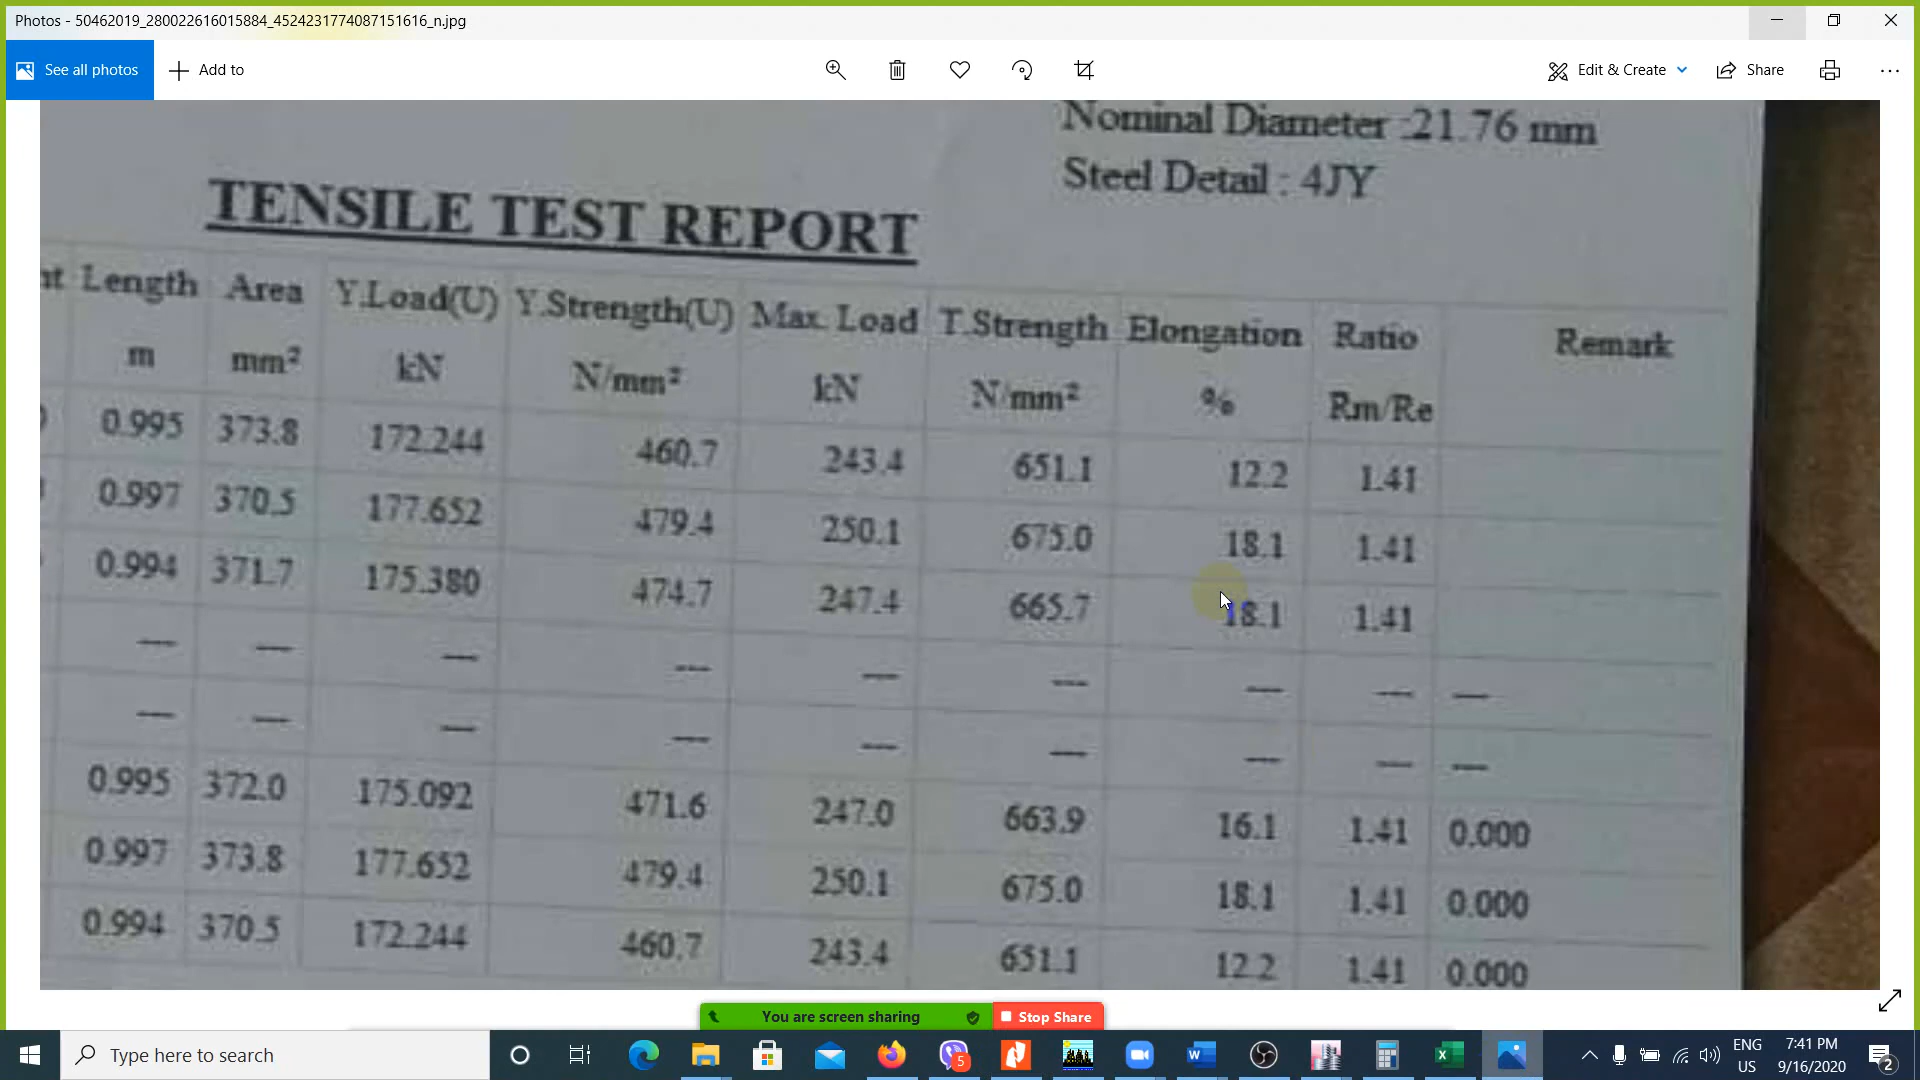 Photos - 50462019_280022616015884_4524231774087151616_n.jpg
See all photos
Add to
Edit & Create
Share
Nominal Diameter :21.76 mm
Steel Detail : 4JY
TENSILE TEST REPORT
Length Area Y.Load(U) Y.Strength(U) Max. Load T.Strength Elongation Ratio Remark
m mm² kN N/mm² kN N/mm² % Rm/Re
0.995 373.8 172.244 460.7 243.4 651.1 12.2 1.41
0.997 370.5 177.652 479.4 250.1 675.0 18.1 1.41
0.994 371.7 175.380 474.7 247.4 665.7 18.1 1.41
— — — — — — — — —
— — — — — — — — —
0.995 372.0 175.092 471.6 247.0 663.9 16.1 1.41 0.000
0.997 373.8 177.652 479.4 250.1 675.0 18.1 1.41 0.000
0.994 370.5 172.244 460.7 243.4 651.1 12.2 1.41 0.000
You are screen sharing
Stop Share
Type here to search
5
ENG
US
7:41 PM
9/16/2020
2